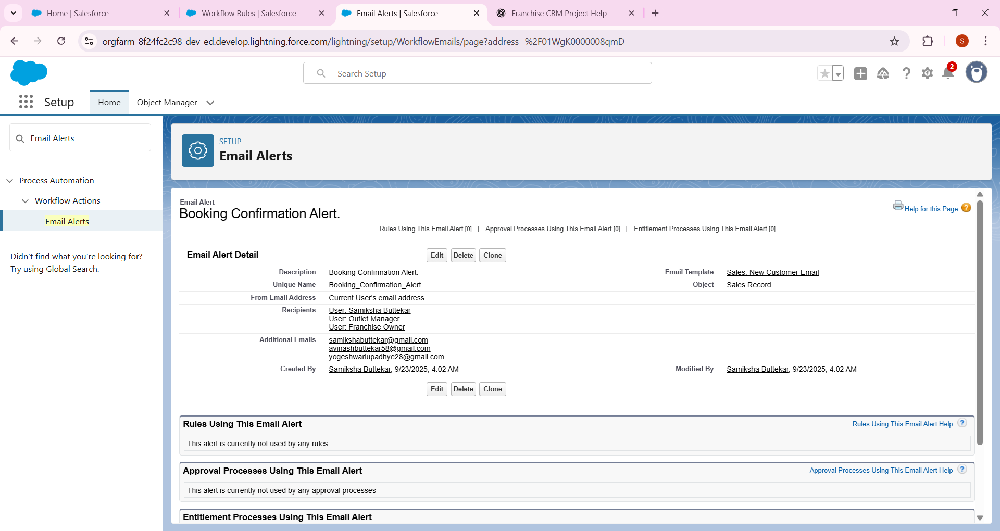 Home | Salesforce
Workflow Rules | Salesforce
Email Alerts | Salesforce
Franchise CRM Project Help
orgfarm-8f24fc2c98-dev-ed.develop.lightning.force.com/lightning/setup/WorkflowEmails/page?address=%2F01WgK0000008qmD
S
Search Setup
2
Setup
Home
Object Manager
Email Alerts
Process Automation
Workflow Actions
Email Alerts
Didn't find what you're looking for?
Try using Global Search.
SETUP
Email Alerts
Email Alert
Booking Confirmation Alert.
Help for this Page ?
Rules Using This Email Alert [0] | Approval Processes Using This Email Alert [0] | Entitlement Processes Using This Email Alert [0]
Email Alert Detail Edit Delete Clone
Description Booking Confirmation Alert. Email Template Sales: New Customer Email
Unique Name Booking_Confirmation_Alert Object Sales Record
From Email Address Current User's email address
Recipients User: Samiksha Buttekar
User: Outlet Manager
User: Franchise Owner
Additional Emails samikshabuttekar@gmail.com
avinashbuttekar58@gmail.com
yogeshwariupadhye28@gmail.com
Created By Samiksha Buttekar, 9/23/2025, 4:02 AM Modified By Samiksha Buttekar, 9/23/2025, 4:02 AM
Edit Delete Clone
Rules Using This Email Alert Rules Using This Email Alert Help ?
This alert is currently not used by any rules
Approval Processes Using This Email Alert Approval Processes Using This Email Alert Help ?
This alert is currently not used by any approval processes
Entitlement Processes Using This Email Alert